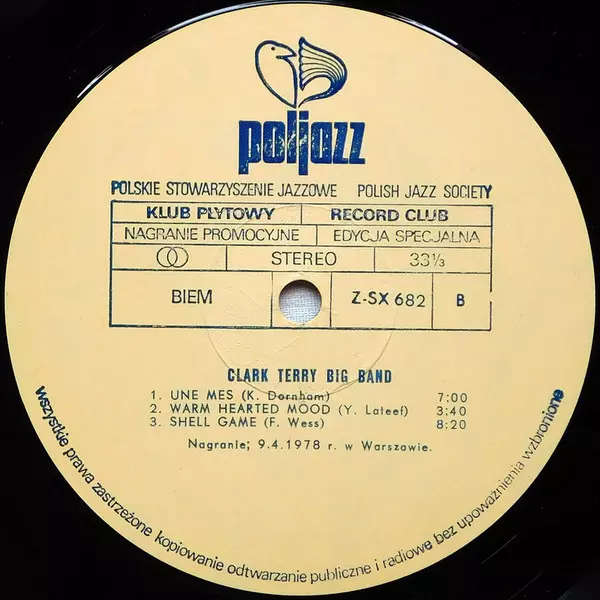 poljazz
POLSKIE STOWARZYSZENIE JAZZOWE POLISH JAZZ SOCIETY
KLUB PŁYTOWY RECORD CLUB
NAGRANIE PROMOCYJNE EDYCJA SPECJALNA
STEREO 33⅓
BIEM Z-SX 682 B
CLARK TERRY BIG BAND
1. UNE MES (K. Dornham) 7:00
2. WARM HEARTED MOOD (Y. Lateef) 3:40
3. SHELL GAME (F. Wess) 8:20
Nagranie; 9.4.1978 r. w Warszawie.
wszystkie prawa zastrzeżone kopiowanie odtwarzanie publiczne i radiowe bez upoważnienia wzbronione